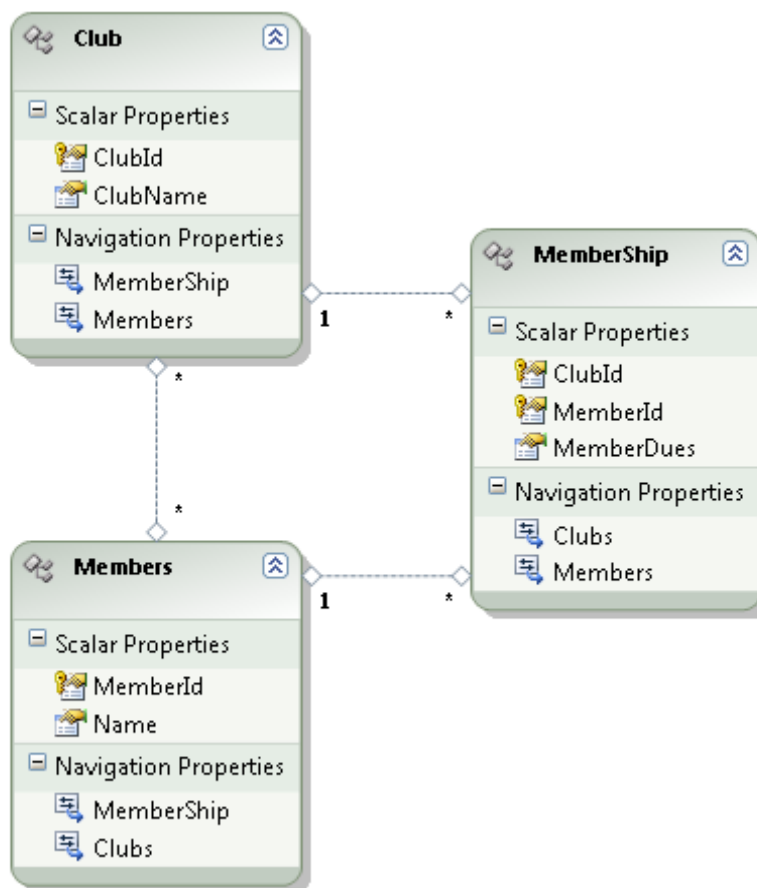 Club
Scalar Properties
ClubId
ClubName
Navigation Properties
MemberShip
Members
1
*
MemberShip
Scalar Properties
ClubId
MemberId
MemberDues
Navigation Properties
Clubs
Members
*
*
Members
1
*
Scalar Properties
MemberId
Name
Navigation Properties
MemberShip
Clubs